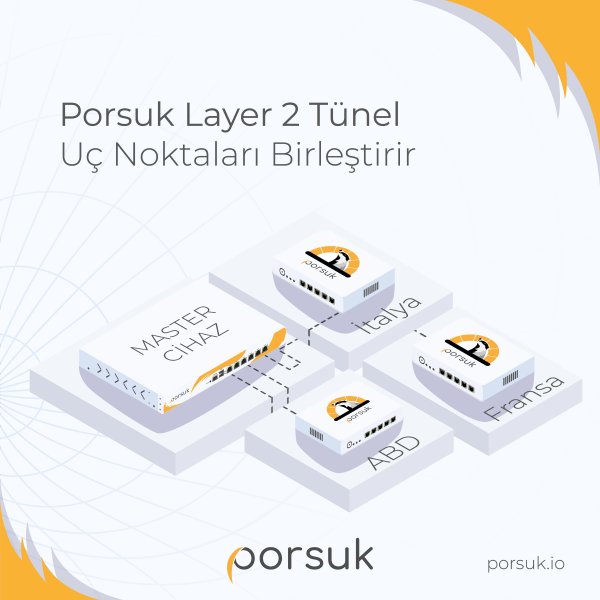 Porsuk Layer 2 Tünel
Uç Noktaları Birleştirir
porsuk
İtalya
MASTER
CİHAZ
porsuk
porsuk
Fransa
porsuk
ABD
porsuk
porsuk.io